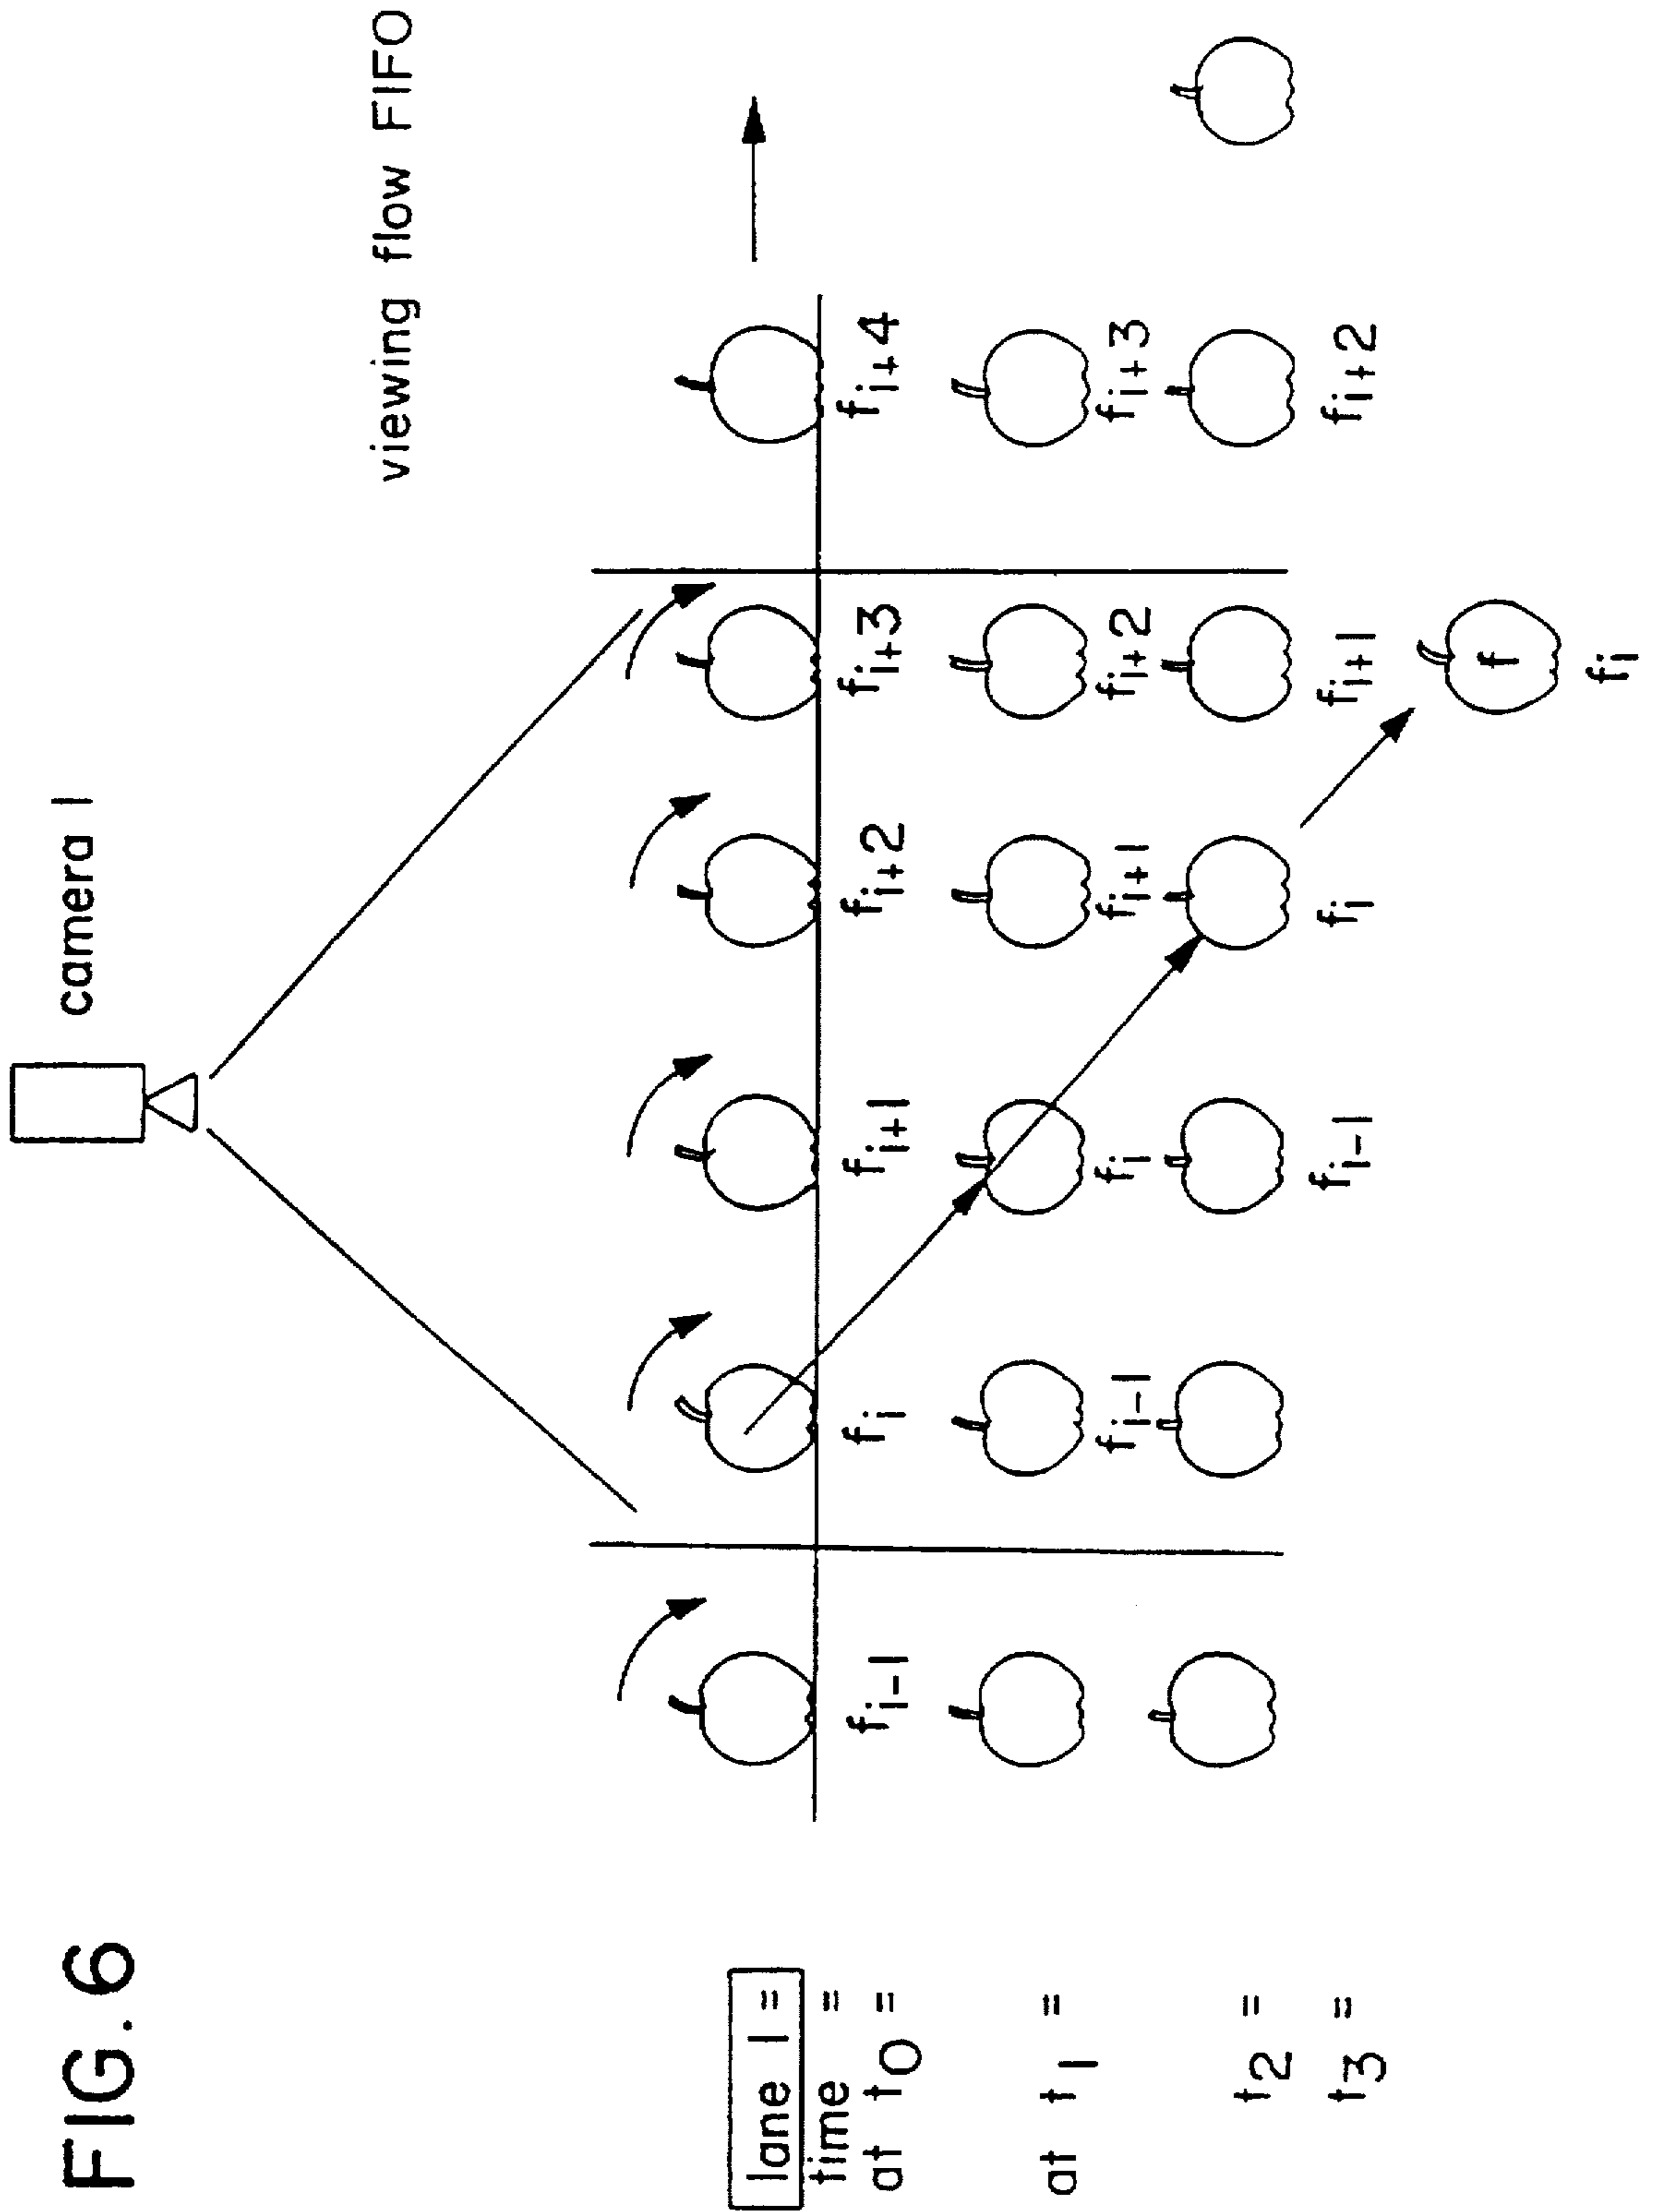 FIG. 6
camera 1
viewing flow FIFO
lane 1 =
time =
at t0 =
fi-1 fi fi+1 fi+2 fi+3 fi+4
at t1 =
fi-1 fi fi+1 fi+2 fi+3
t2 =
fi-1 fi fi+1 fi+2
t3 =
f
fi